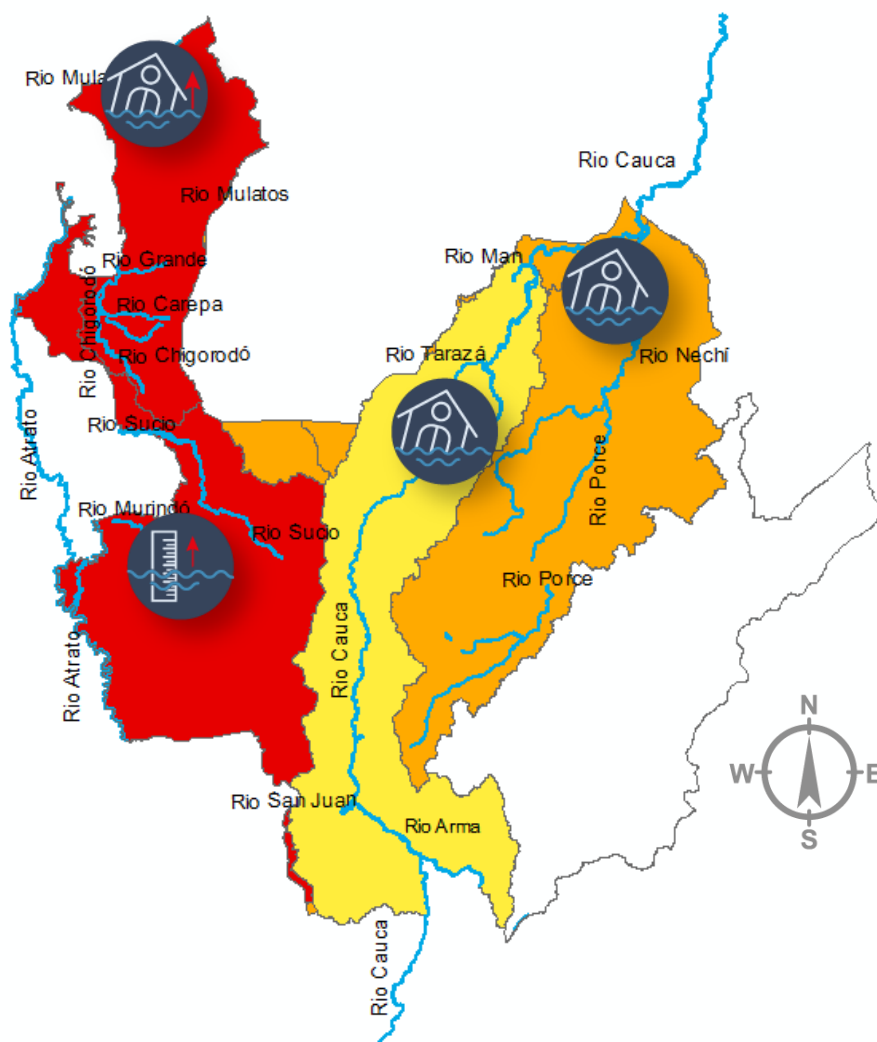 Rio Mula
Rio Cauca
Rio Mulatos
Rio Man
Rio Grande
Rio Carepa
Rio Chigorodó
Rio Chigorodó
Rio Tarazá
Rio Nechí
Rio Atrato
Rio Sucio
Rio Porce
Rio Murindó
Rio Sucio
Rio Porce
Rio Cauca
Rio Atrato
N
W
E
S
Rio San Juan
Rio Arma
Rio Cauca